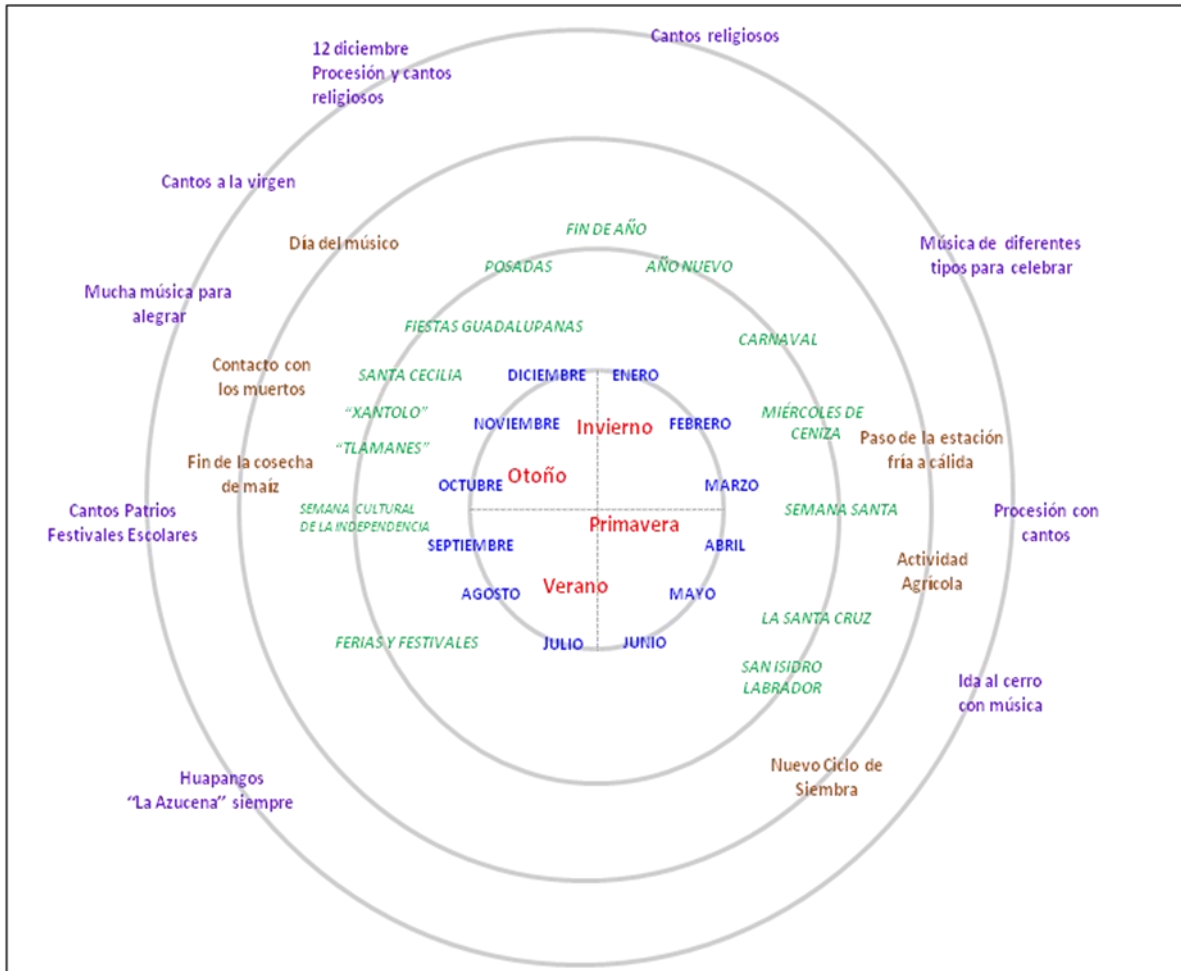 Cantos religiosos
12 diciembre
Procesión y cantos
religiosos
Cantos a la virgen
Día del músico
FIN DE AÑO
Música de diferentes
tipos para celebrar
POSADAS
AÑO NUEVO
Mucha música para
alegrar
FIESTAS GUADALUPANAS
CARNAVAL
Contacto con
los muertos
SANTA CECILIA
DICIEMBRE
ENERO
"XANTOLO"
NOVIEMBRE
Invierno
FEBRERO
MIÉRCOLES DE
CENIZA
Paso de la estación
fría a cálida
"TLAMANES"
Fin de la cosecha
de maíz
OCTUBRE
Otoño
MARZO
Cantos Patrios
Festivales Escolares
SEMANA CULTURAL
DE LA INDEPENDENCIA
SEMANA SANTA
Procesión con
cantos
Primavera
SEPTIEMBRE
ABRIL
Actividad
Agrícola
AGOSTO
Verano
MAYO
LA SANTA CRUZ
FERIAS Y FESTIVALES
JULIO
JUNIO
SAN ISIDRO
LABRADOR
Ida al cerro
con música
Huapangos
"La Azucena" siempre
Nuevo Ciclo de
Siembra